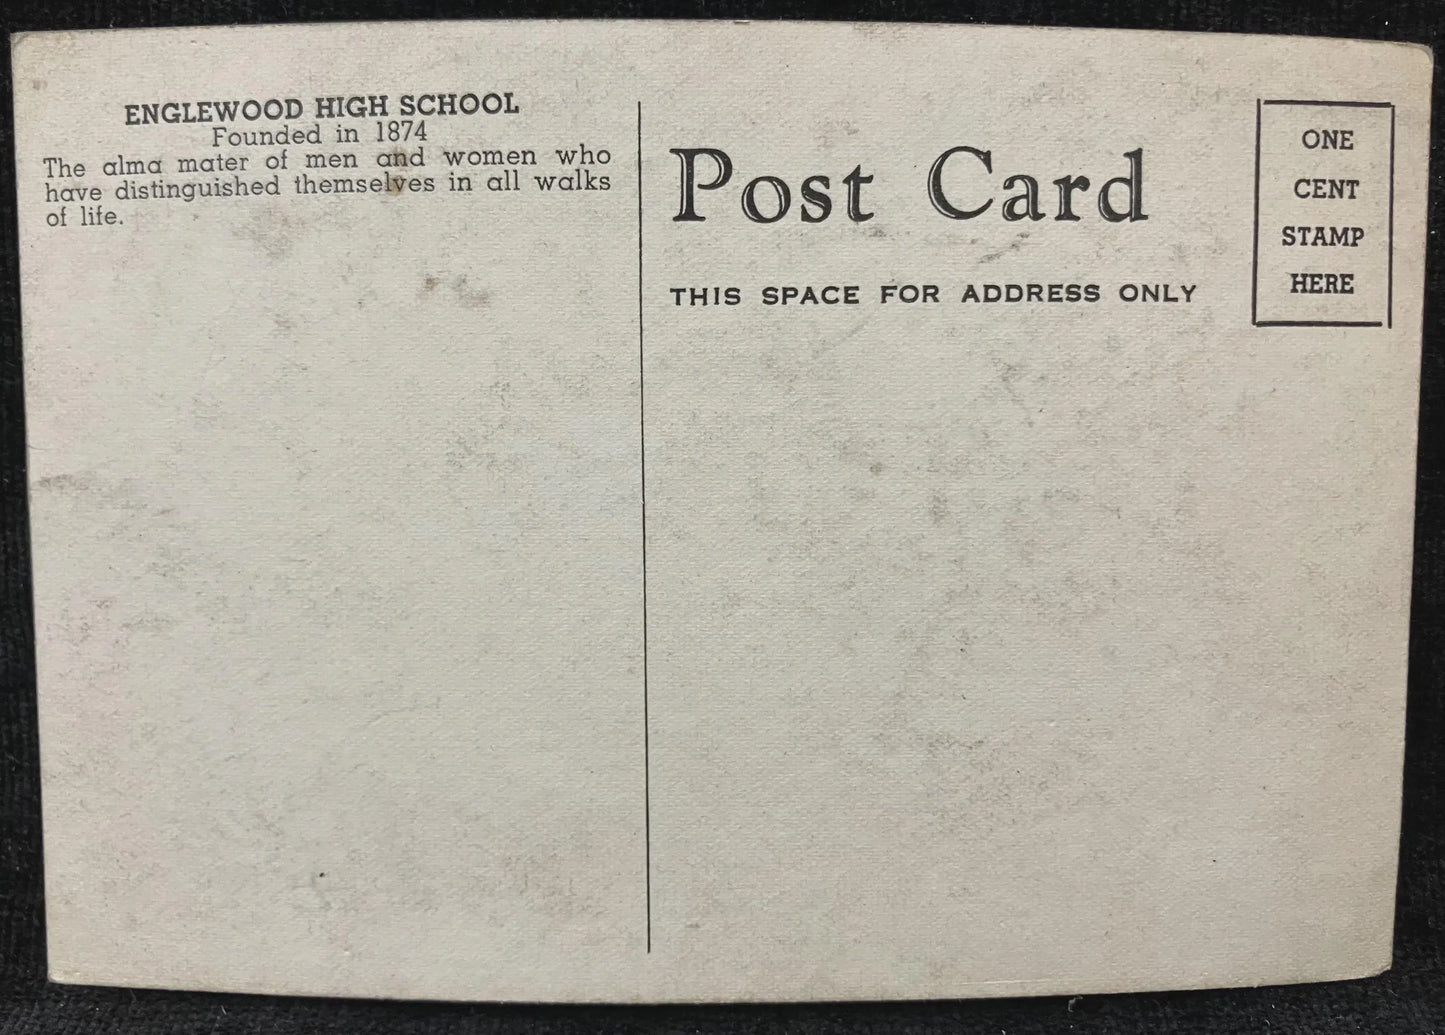 ENGLEWOOD HIGH SCHOOL
Founded in 1874
The alma mater of men and women who
have distinguished themselves in all walks
of life.
Post Card
THIS SPACE FOR ADDRESS ONLY
ONE
CENT
STAMP
HERE